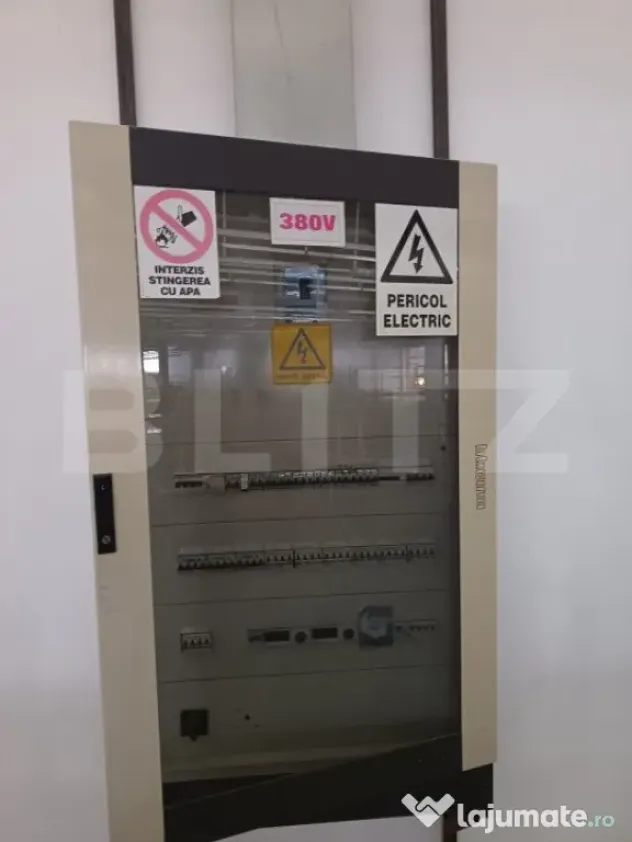 380V
INTERZIS
STINGEREA
CU APA
PERICOL
ELECTRIC
BLITZ
lajumate.ro